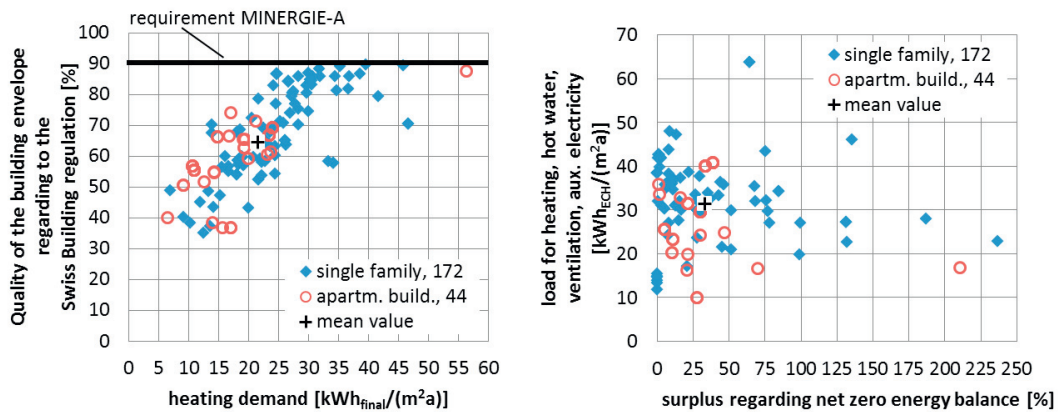 requirement MINERGIE-A
Quality of the building envelope
regarding to the
Swiss Building regulation [%]
100
90
80
70
60
50
40
30
20
10
0
single family, 172
apartm. build., 44
mean value
0 5 10 15 20 25 30 35 40 45 50 55 60
heating demand [kWhfinal/(m²a)]
load for heating, hot water,
ventilation, aux. electricity
[kWhECH/(m²a)]
70
60
50
40
30
20
10
0
single family, 172
apartm. build., 44
mean value
0 25 50 75 100 125 150 175 200 225 250
surplus regarding net zero energy balance [%]